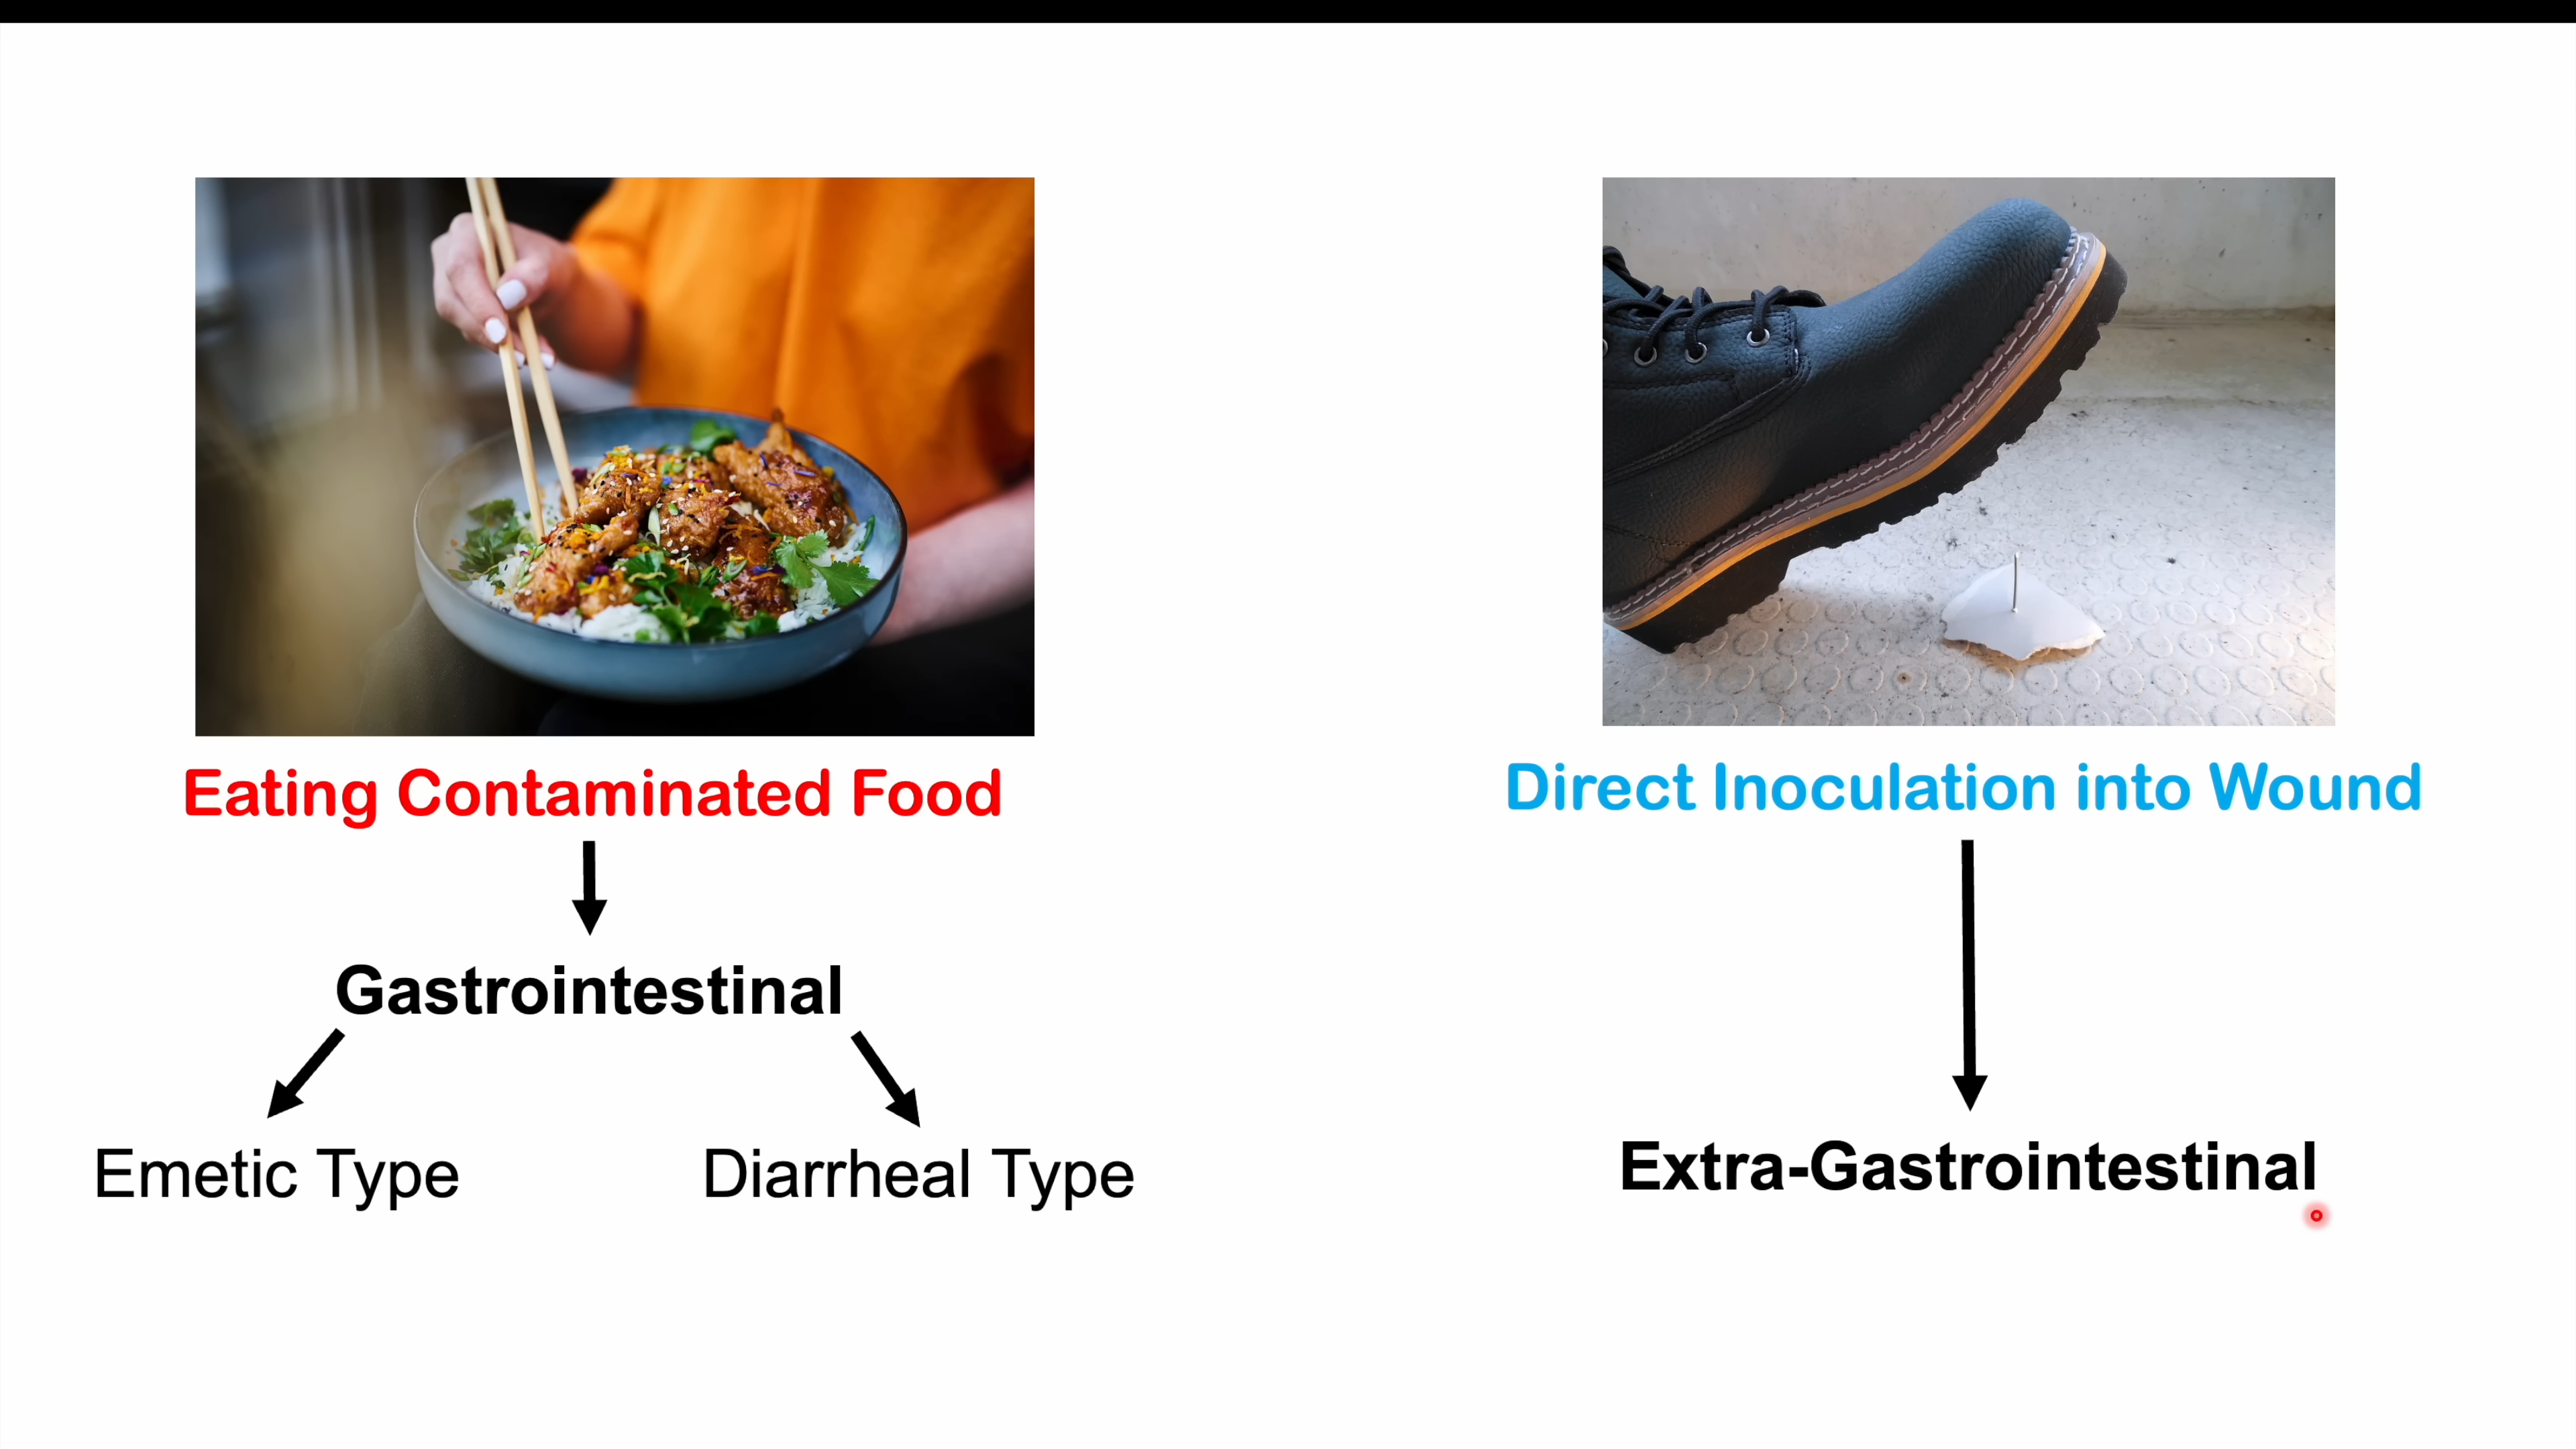 Eating Contaminated Food
Gastrointestinal
Emetic Type
Diarrheal Type
Direct Inoculation into Wound
Extra-Gastrointestinal